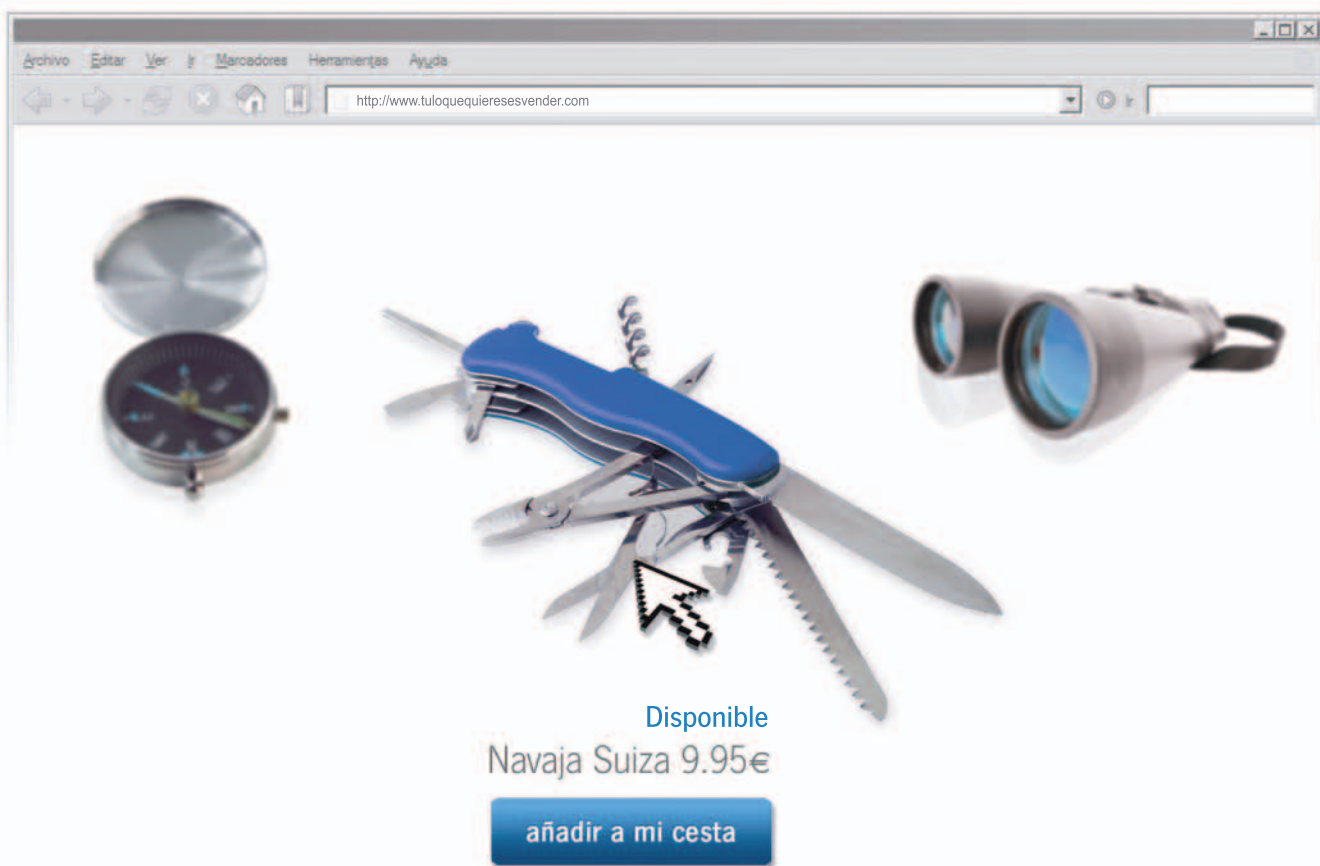 Archivo Editar Ver Ir Marcadores Herramientas Ayuda
http://www.tuloquequieresesvender.com Ir
Disponible
Navaja Suiza 9.95€
añadir a mi cesta